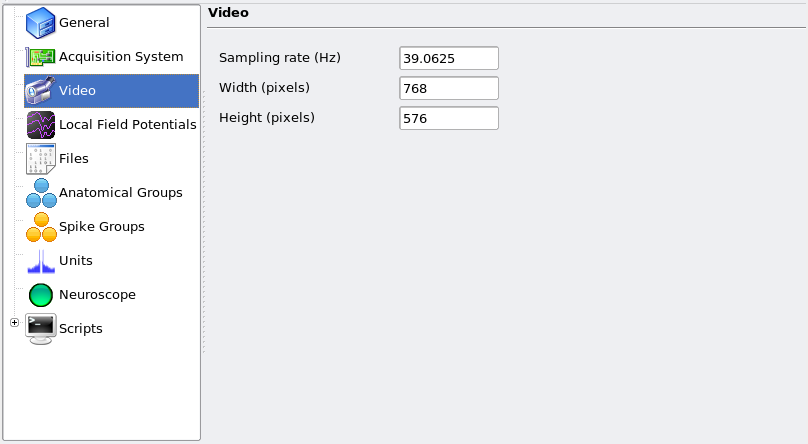 General
Acquisition System
Video
Local Field Potentials
Files
Anatomical Groups
Spike Groups
Units
Neuroscope
Scripts
Video
Sampling rate (Hz) 39.0625
Width (pixels) 768
Height (pixels) 576